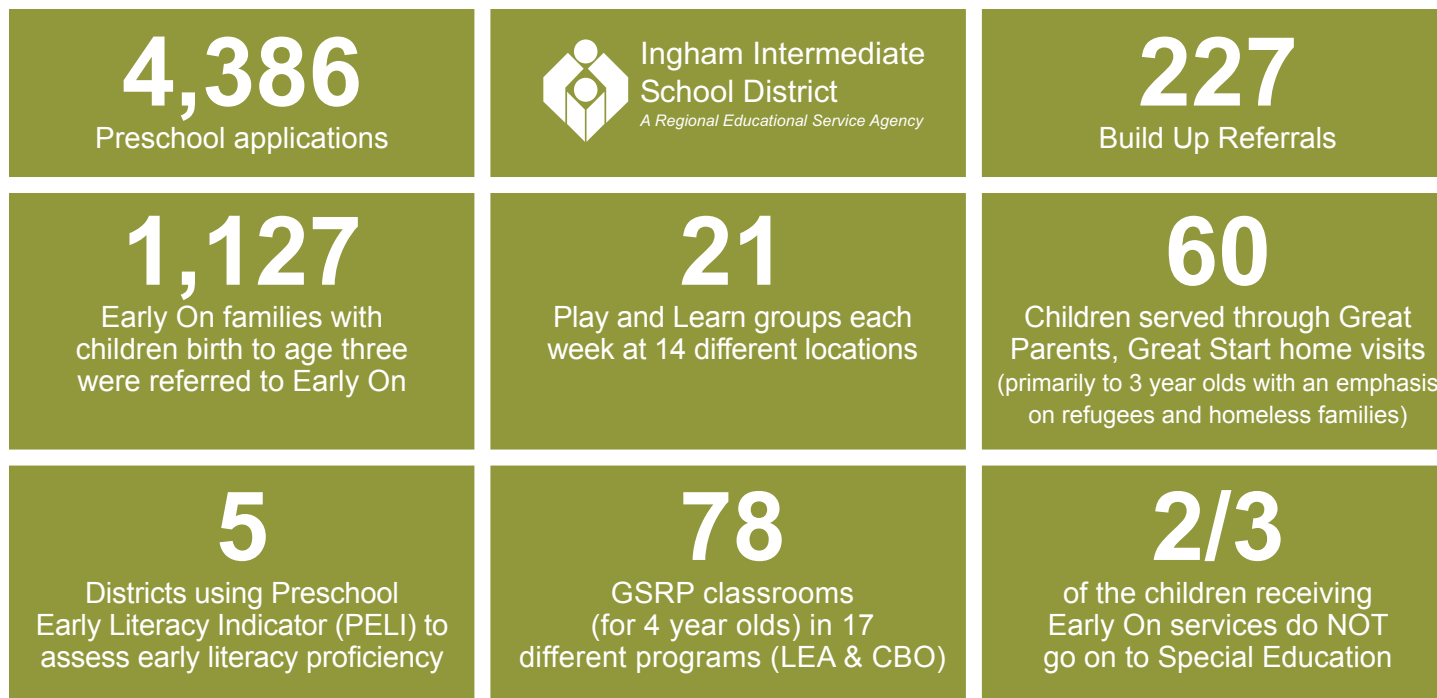 4,386
Preschool applications
Ingham Intermediate
School District
A Regional Educational Service Agency
227
Build Up Referrals
1,127
Early On families with
children birth to age three
were referred to Early On
21
Play and Learn groups each
week at 14 different locations
60
Children served through Great
Parents, Great Start home visits
(primarily to 3 year olds with an emphasis
on refugees and homeless families)
5
Districts using Preschool
Early Literacy Indicator (PELI) to
assess early literacy proficiency
78
GSRP classrooms
(for 4 year olds) in 17
different programs (LEA & CBO)
2/3
of the children receiving
Early On services do NOT
go on to Special Education